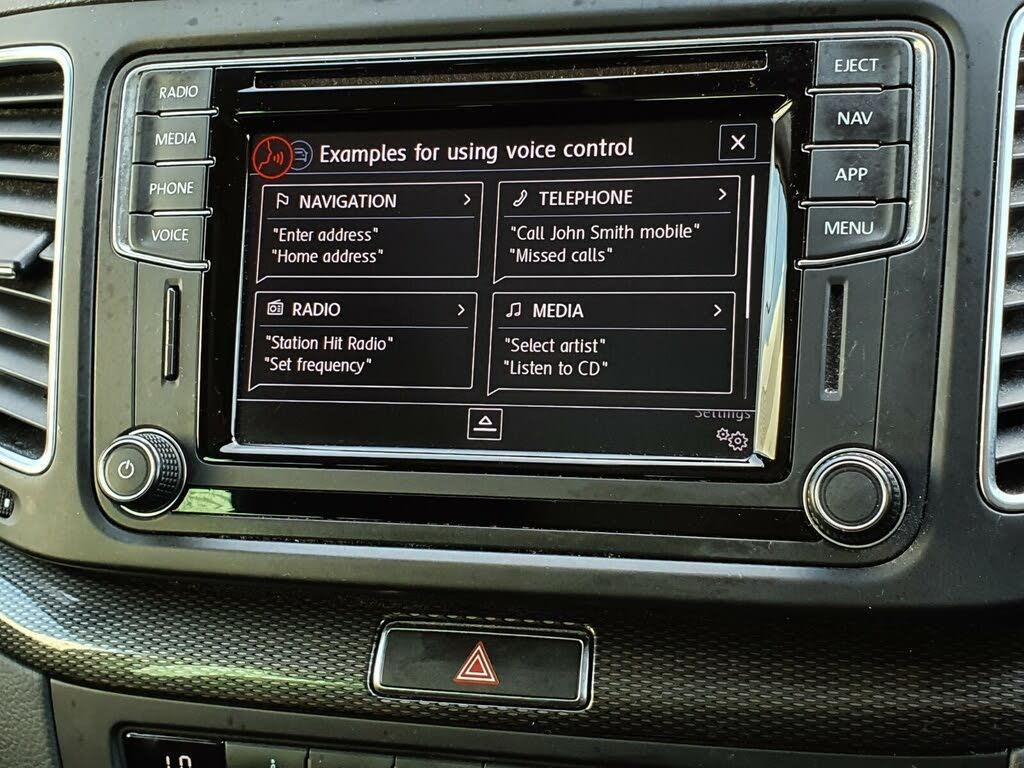 RADIO
MEDIA
PHONE
VOICE
EJECT
NAV
APP
MENU
Examples for using voice control
NAVIGATION
"Enter address"
"Home address"
TELEPHONE
"Call John Smith mobile"
"Missed calls"
RADIO
"Station Hit Radio"
"Set frequency"
MEDIA
"Select artist"
"Listen to CD"
Settings